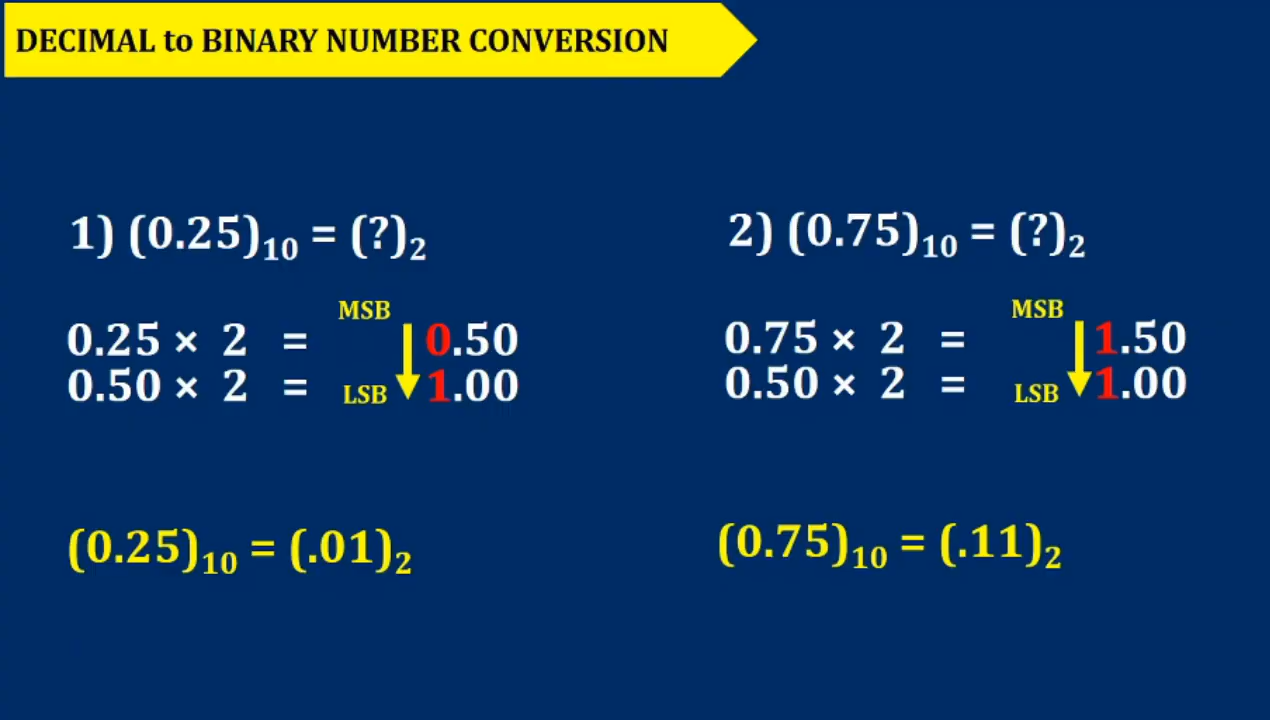 DECIMAL to BINARY NUMBER CONVERSION
1) (0.25)₁₀ = (?)₂
MSB
0.25 × 2 = 0.50
0.50 × 2 = LSB 1.00
(0.25)₁₀ = (.01)₂
2) (0.75)₁₀ = (?)₂
MSB
0.75 × 2 = 1.50
0.50 × 2 = LSB 1.00
(0.75)₁₀ = (.11)₂